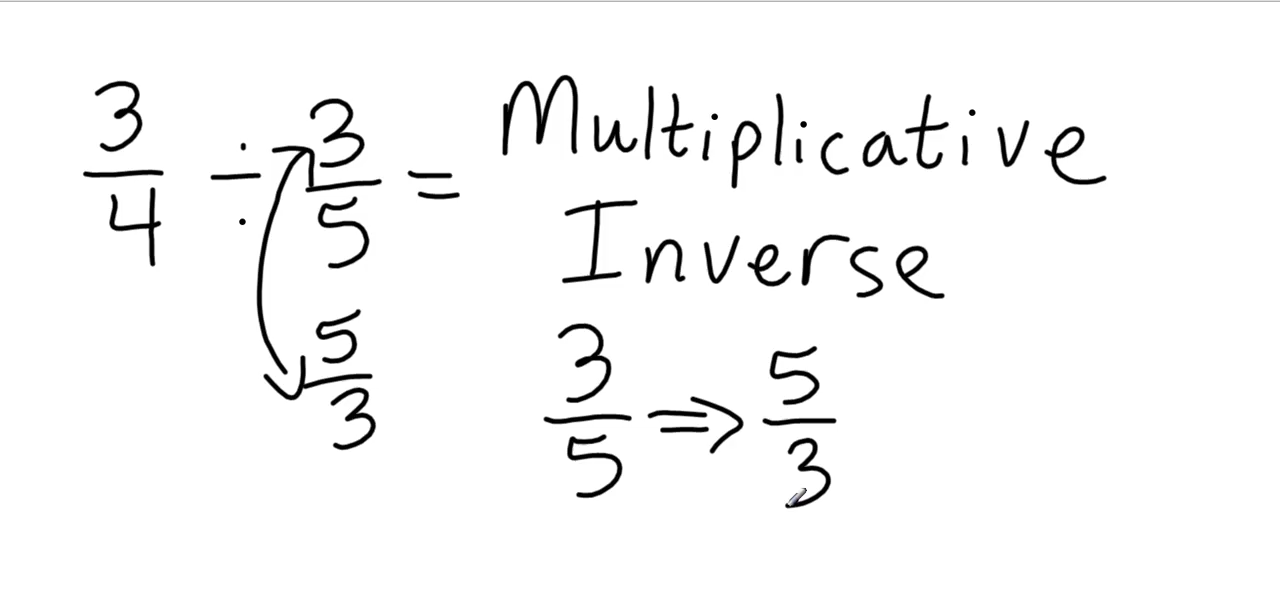 3/4 ÷ 3/5 =
5/3
Multiplicative
Inverse
3/5 ⇒ 5/3